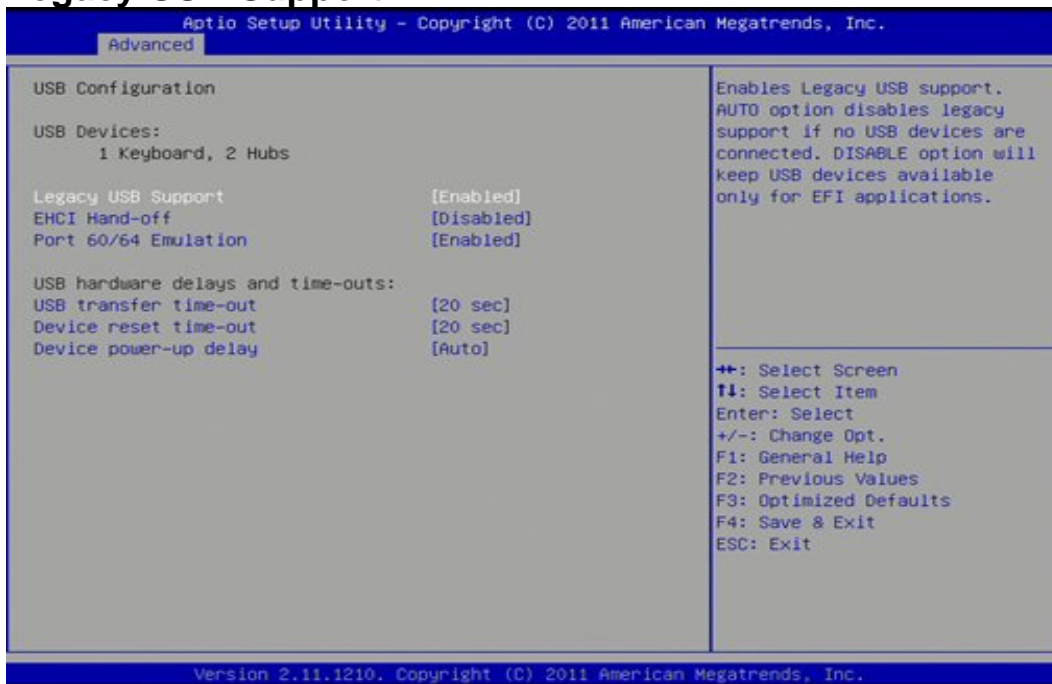 Legacy USB Support
Aptio Setup Utility – Copyright (C) 2011 American Megatrends, Inc.
Advanced
USB Configuration
USB Devices:
1 Keyboard, 2 Hubs
Legacy USB Support [Enabled]
EHCI Hand-off [Disabled]
Port 60/64 Emulation [Enabled]
USB hardware delays and time-outs:
USB transfer time-out [20 sec]
Device reset time-out [20 sec]
Device power-up delay [Auto]
Enables Legacy USB support.
AUTO option disables legacy
support if no USB devices are
connected. DISABLE option will
keep USB devices available
only for EFI applications.
→←: Select Screen
↑↓: Select Item
Enter: Select
+/-: Change Opt.
F1: General Help
F2: Previous Values
F3: Optimized Defaults
F4: Save & Exit
ESC: Exit
Version 2.11.1210. Copyright (C) 2011 American Megatrends, Inc.